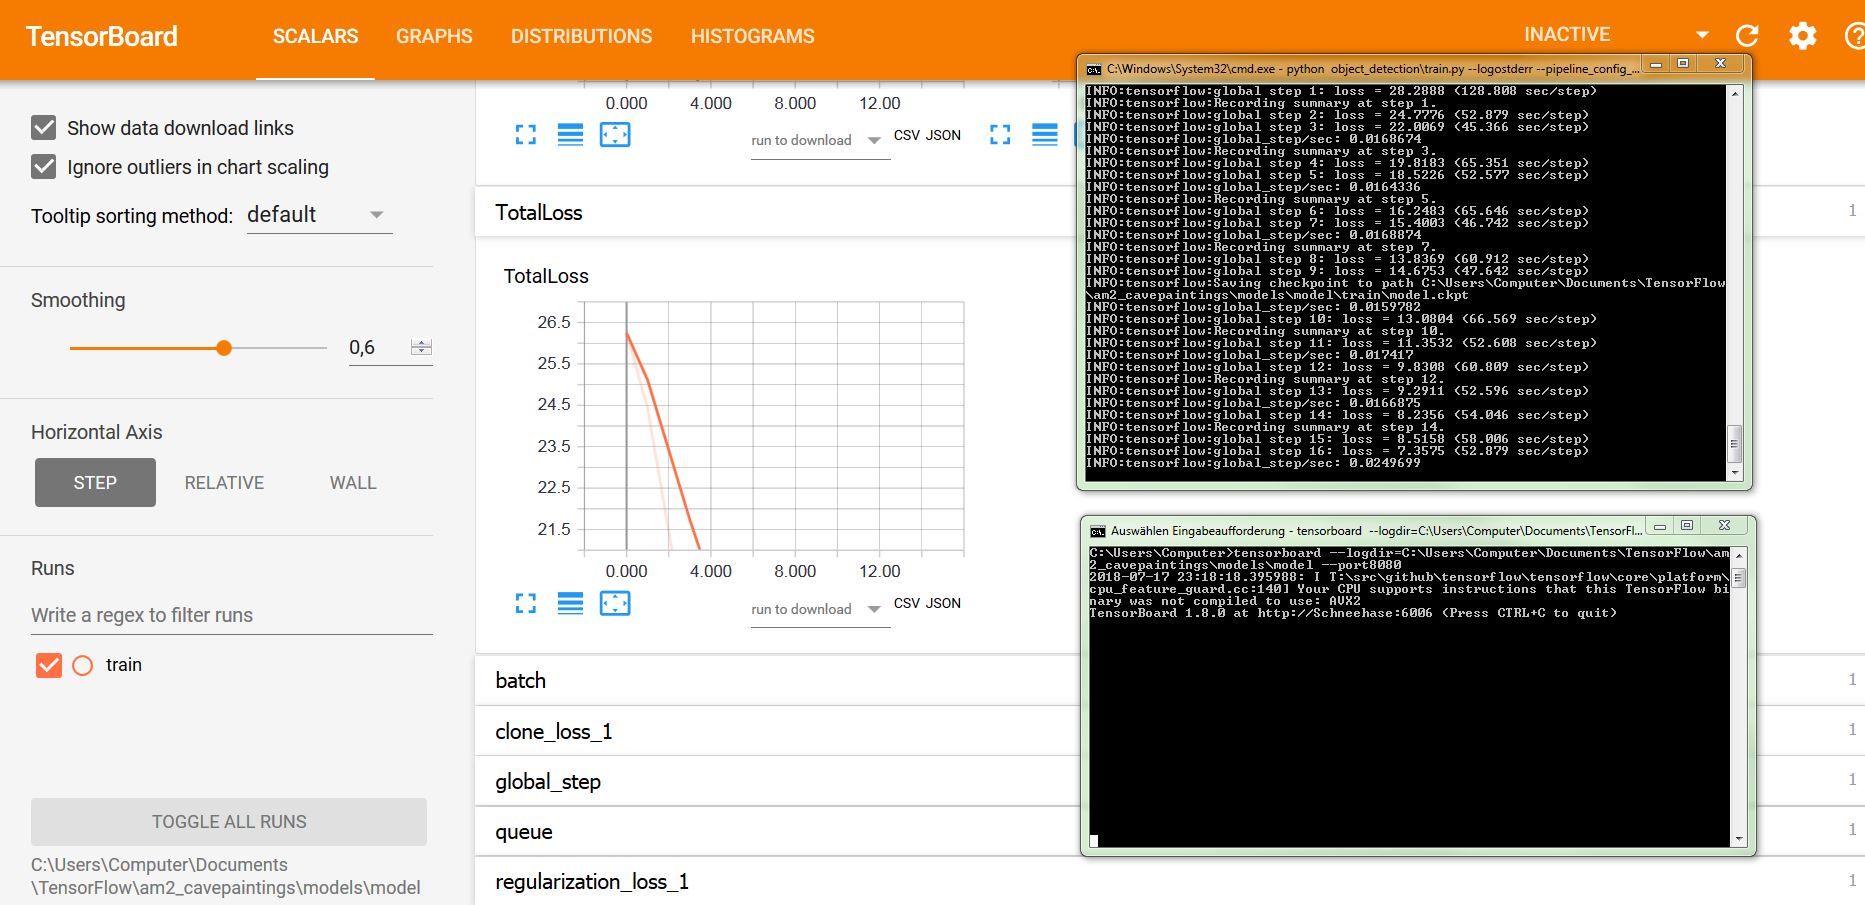 TensorBoard
SCALARS
GRAPHS
DISTRIBUTIONS
HISTOGRAMS
INACTIVE
Show data download links
Ignore outliers in chart scaling
Tooltip sorting method: default
Smoothing
0,6
Horizontal Axis
STEP
RELATIVE
WALL
Runs
Write a regex to filter runs
train
TOGGLE ALL RUNS
C:\Users\Computer\Documents
\TensorFlow\am2_cavepaintings\models\model
0.000 4.000 8.000 12.00
run to download
CSV JSON
TotalLoss
1
TotalLoss
26.5
25.5
24.5
23.5
22.5
21.5
0.000 4.000 8.000 12.00
run to download
CSV JSON
batch
1
clone_loss_1
1
global_step
1
queue
1
regularization_loss_1
1
C:\Windows\System32\cmd.exe - python object_detection\train.py --logostderr --pipeline_config_...
INFO:tensorflow:global step 1: loss = 28.2888 (128.808 sec/step)
INFO:tensorflow:Recording summary at step 1.
INFO:tensorflow:global step 2: loss = 24.7776 (52.879 sec/step)
INFO:tensorflow:global step 3: loss = 22.0069 (45.366 sec/step)
INFO:tensorflow:global_step/sec: 0.0168674
INFO:tensorflow:Recording summary at step 3.
INFO:tensorflow:global step 4: loss = 19.8183 (65.351 sec/step)
INFO:tensorflow:global step 5: loss = 18.5226 (52.577 sec/step)
INFO:tensorflow:global_step/sec: 0.0164336
INFO:tensorflow:Recording summary at step 5.
INFO:tensorflow:global step 6: loss = 16.2483 (65.646 sec/step)
INFO:tensorflow:global step 7: loss = 15.4003 (46.742 sec/step)
INFO:tensorflow:global_step/sec: 0.0168874
INFO:tensorflow:Recording summary at step 7.
INFO:tensorflow:global step 8: loss = 13.8369 (60.912 sec/step)
INFO:tensorflow:global step 9: loss = 14.6753 (47.642 sec/step)
INFO:tensorflow:Saving checkpoint to path C:\Users\Computer\Documents\TensorFlow
\am2_cavepaintings\models\model\train\model.ckpt
INFO:tensorflow:global_step/sec: 0.0159782
INFO:tensorflow:global step 10: loss = 13.0804 (66.569 sec/step)
INFO:tensorflow:Recording summary at step 10.
INFO:tensorflow:global step 11: loss = 11.3532 (52.608 sec/step)
INFO:tensorflow:global_step/sec: 0.017417
INFO:tensorflow:global step 12: loss = 9.8308 (60.809 sec/step)
INFO:tensorflow:Recording summary at step 12.
INFO:tensorflow:global step 13: loss = 9.2911 (52.596 sec/step)
INFO:tensorflow:global_step/sec: 0.0166875
INFO:tensorflow:global step 14: loss = 8.2356 (54.046 sec/step)
INFO:tensorflow:Recording summary at step 14.
INFO:tensorflow:global step 15: loss = 8.5158 (58.006 sec/step)
INFO:tensorflow:global step 16: loss = 7.3575 (52.879 sec/step)
INFO:tensorflow:global_step/sec: 0.0249699
Auswählen Eingabeaufforderung - tensorboard --logdir=C:\Users\Computer\Documents\TensorFl...
C:\Users\Computer>tensorboard --logdir=C:\Users\Computer\Documents\TensorFlow\am
2_cavepaintings\models\model --port8080
2018-07-17 23:18:18.395988: I T:\src\github\tensorflow\tensorflow\core\platform\
cpu_feature_guard.cc:140] Your CPU supports instructions that this TensorFlow bi
nary was not compiled to use: AVX2
TensorBoard 1.8.0 at http://Schneehase:6006 (Press CTRL+C to quit)